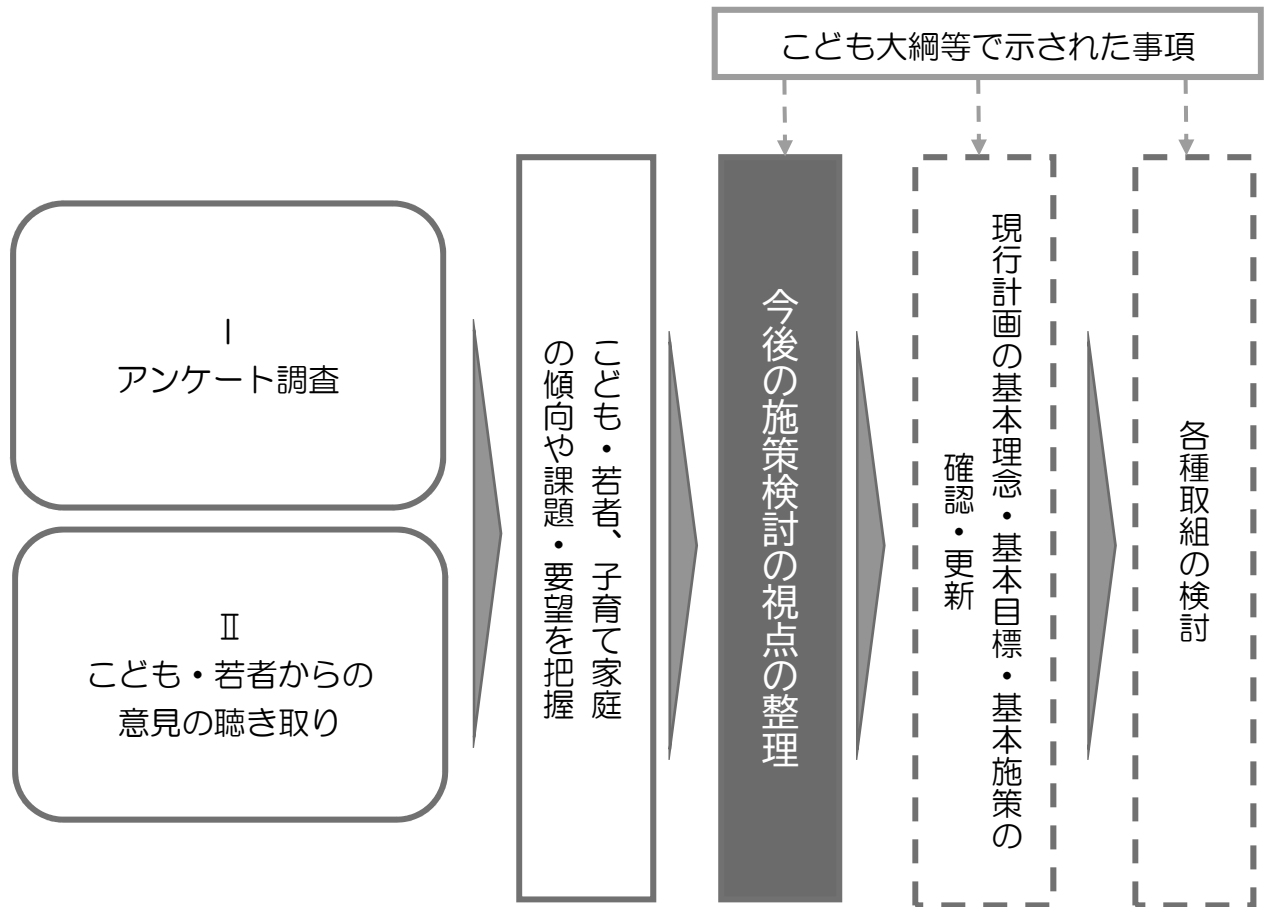 こども大綱等で示された事項
Ⅰ
アンケート調査
Ⅱ
こども・若者からの
意見の聴き取り
こども・若者、子育て家庭
の傾向や課題・要望を把握
今後の施策検討の視点の整理
現行計画の基本理念・基本目標・基本施策の
確認・更新
各種取組の検討